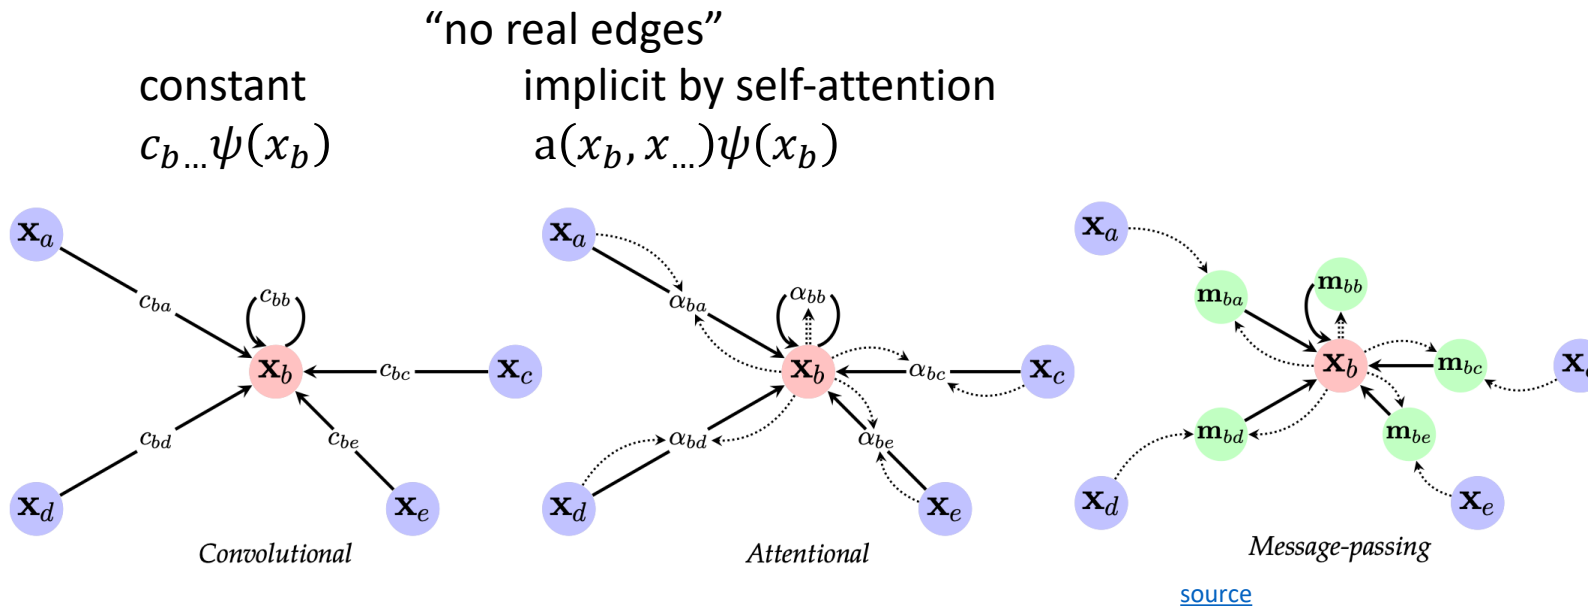 “no real edges”
constant
implicit by self-attention
c_{b…}ψ(x_b)
a(x_b, x_…)ψ(x_b)
x_a
c_{ba}
c_{bb}
x_b
c_{bc}
x_c
c_{bd}
c_{be}
x_d
x_e
Convolutional
x_a
α_{ba}
α_{bb}
x_b
α_{bc}
x_c
α_{bd}
α_{be}
x_d
x_e
Attentional
x_a
m_{ba}
m_{bb}
x_b
m_{bc}
x_c
m_{bd}
m_{be}
x_d
x_e
Message-passing
source